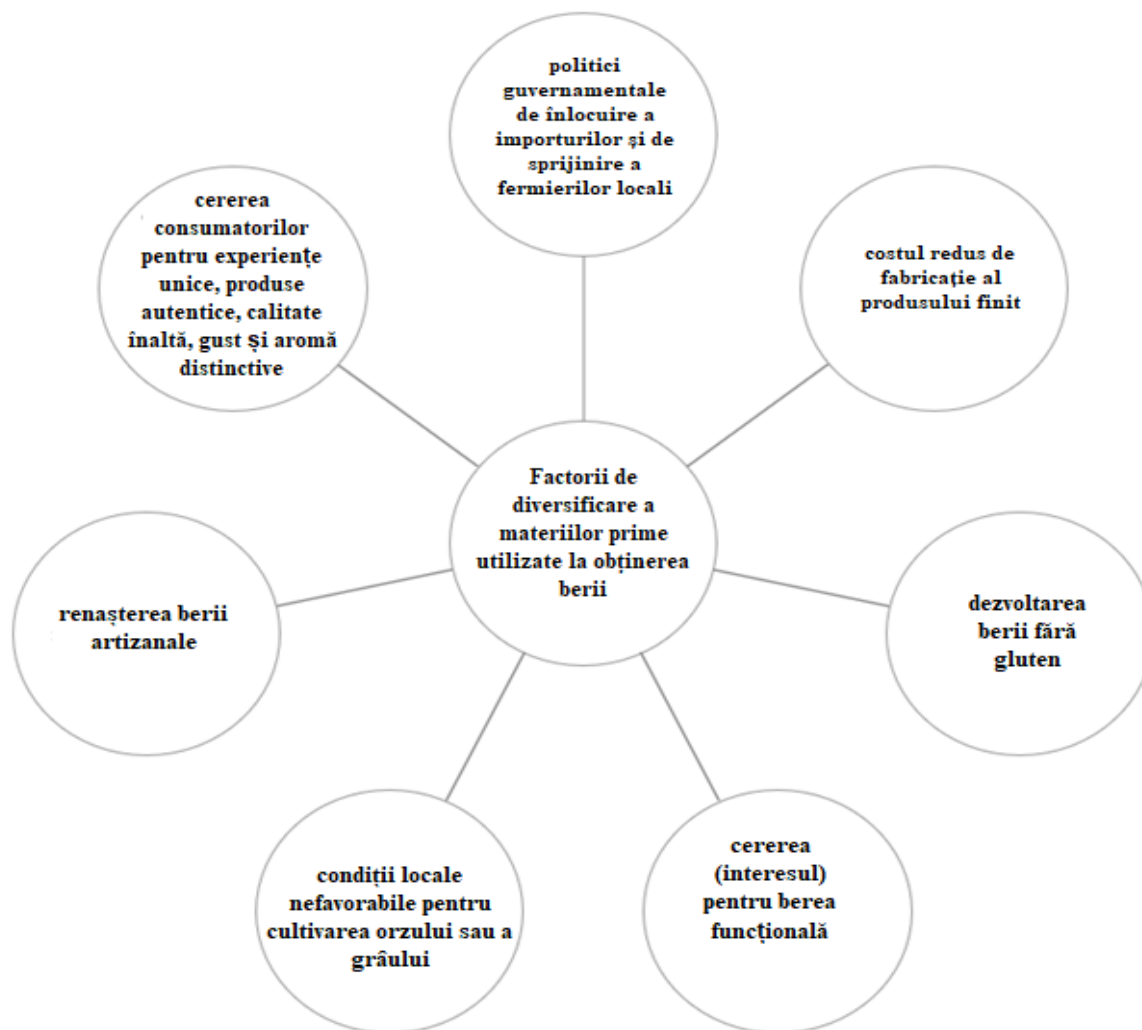 politici
guvernamentale
de înlocuire a
importurilor și de
sprijinire a
fermierilor locali
cererea
consumatorilor
pentru experiențe
unice, produse
autentice, calitate
înaltă, gust și aromă
distinctive
costul redus de
fabricație al
produsului finit
Factorii de
diversificare a
materiilor prime
utilizate la obținerea
berii
renașterea berii
artizanale
dezvoltarea
berii fără
gluten
condiții locale
nefavorabile pentru
cultivarea orzului sau a
grâului
cererea
(interesul)
pentru berea
funcțională